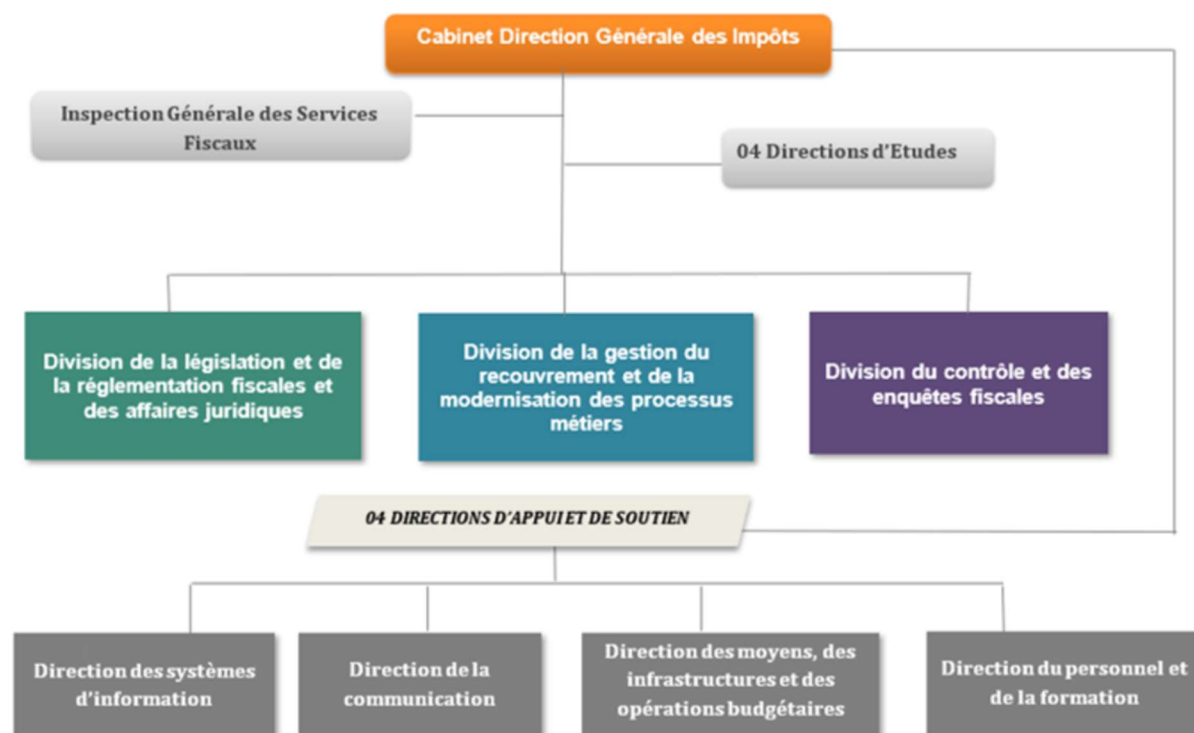 Cabinet Direction Générale des Impôts
Inspection Générale des Services
Fiscaux
04 Directions d'Etudes
Division de la législation et de
la réglementation fiscales et
des affaires juridiques
Division de la gestion du
recouvrement et de la
modernisation des processus
métiers
Division du contrôle et des
enquêtes fiscales
04 DIRECTIONS D'APPUI ET DE SOUTIEN
Direction des systèmes
d'information
Direction de la
communication
Direction des moyens, des
infrastructures et des
opérations budgétaires
Direction du personnel et
de la formation